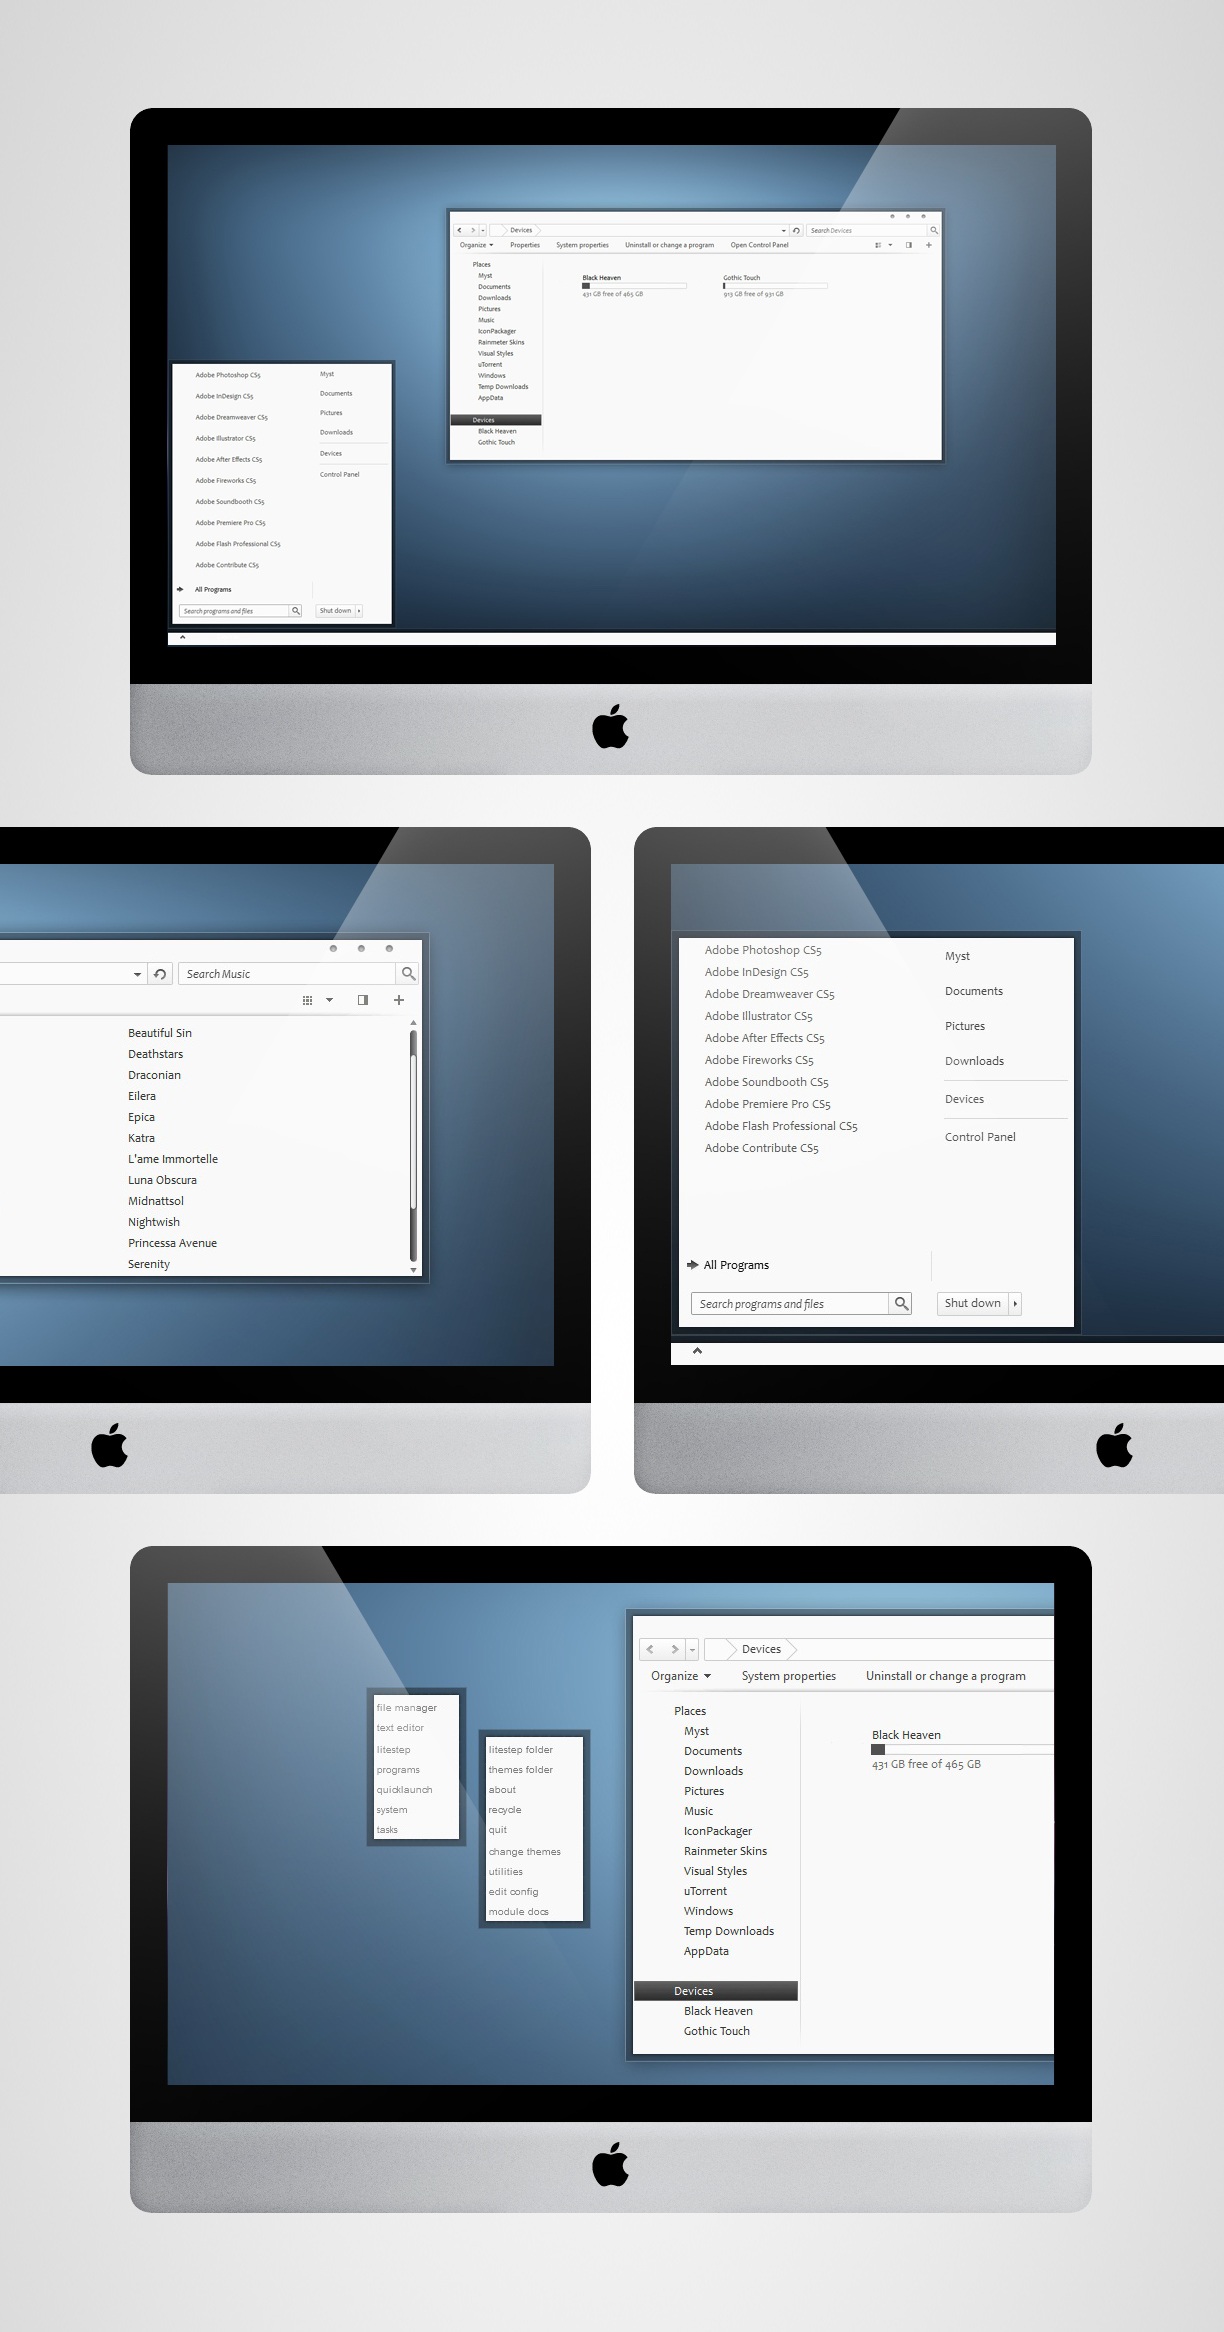 Devices
Search Devices
Organize
Properties
System properties
Uninstall or change a program
Open Control Panel
Places
Myst
Documents
Downloads
Pictures
Music
IconPackager
Rainmeter Skins
Visual Styles
uTorrent
Windows
Temp Downloads
AppData
Devices
Black Heaven
Gothic Touch
Black Heaven
431 GB free of 465 GB
Gothic Touch
913 GB free of 931 GB
Adobe Photoshop CS5
Adobe InDesign CS5
Adobe Dreamweaver CS5
Adobe Illustrator CS5
Adobe After Effects CS5
Adobe Fireworks CS5
Adobe Soundbooth CS5
Adobe Premiere Pro CS5
Adobe Flash Professional CS5
Adobe Contribute CS5
All Programs
Search programs and files
Myst
Documents
Pictures
Downloads
Devices
Control Panel
Shut down
Search Music
Beautiful Sin
Deathstars
Draconian
Eilera
Epica
Katra
L'ame Immortelle
Luna Obscura
Midnattsol
Nightwish
Princessa Avenue
Serenity
Adobe Photoshop CS5
Adobe InDesign CS5
Adobe Dreamweaver CS5
Adobe Illustrator CS5
Adobe After Effects CS5
Adobe Fireworks CS5
Adobe Soundbooth CS5
Adobe Premiere Pro CS5
Adobe Flash Professional CS5
Adobe Contribute CS5
All Programs
Search programs and files
Myst
Documents
Pictures
Downloads
Devices
Control Panel
Shut down
file manager
text editor
litestep
programs
quicklaunch
system
tasks
litestep folder
themes folder
about
recycle
quit
change themes
utilities
edit config
module docs
Devices
Organize
System properties
Uninstall or change a program
Places
Myst
Documents
Downloads
Pictures
Music
IconPackager
Rainmeter Skins
Visual Styles
uTorrent
Windows
Temp Downloads
AppData
Devices
Black Heaven
Gothic Touch
Black Heaven
431 GB free of 465 GB